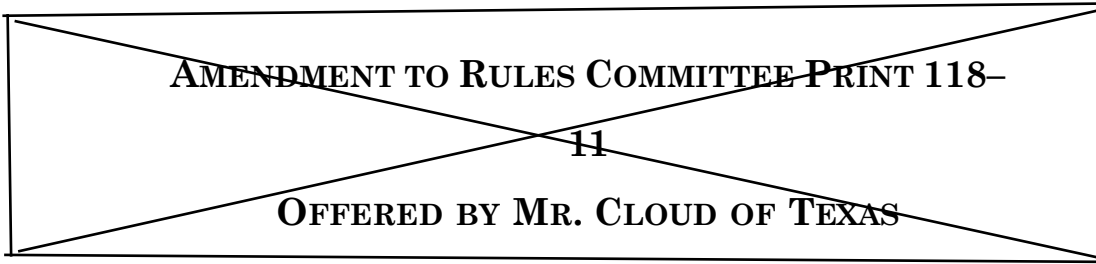 AMENDMENT TO RULES COMMITTEE PRINT 118–
11
OFFERED BY MR. CLOUD OF TEXAS